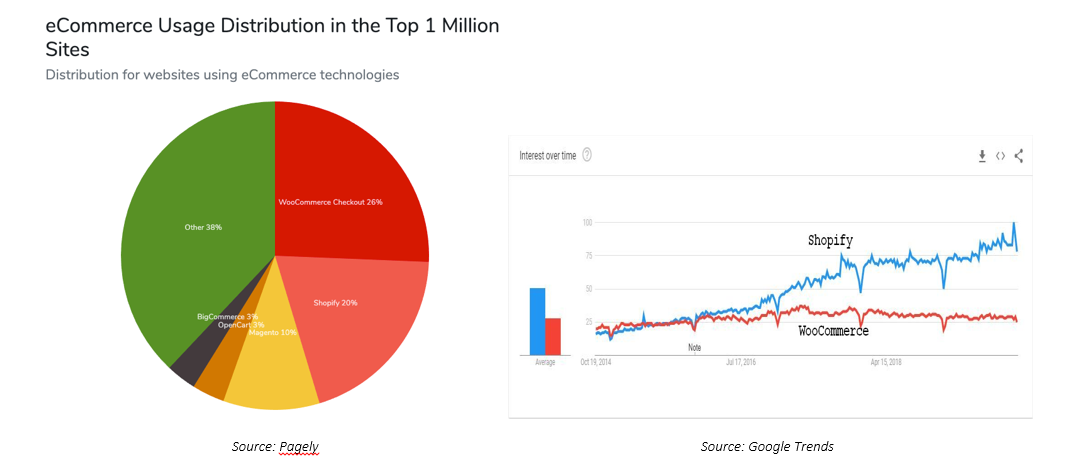 eCommerce Usage Distribution in the Top 1 Million
Sites
Distribution for websites using eCommerce technologies
WooCommerce Checkout 26%
Other 38%
Shopify 20%
BigCommerce 3%
OpenCart 3%
Magento 10%
Source: Pagely
Interest over time ?
100
75
50
25
Shopify
WooCommerce
Note
Average
Oct 19, 2014
Jul 17, 2016
Apr 15, 2018
Source: Google Trends